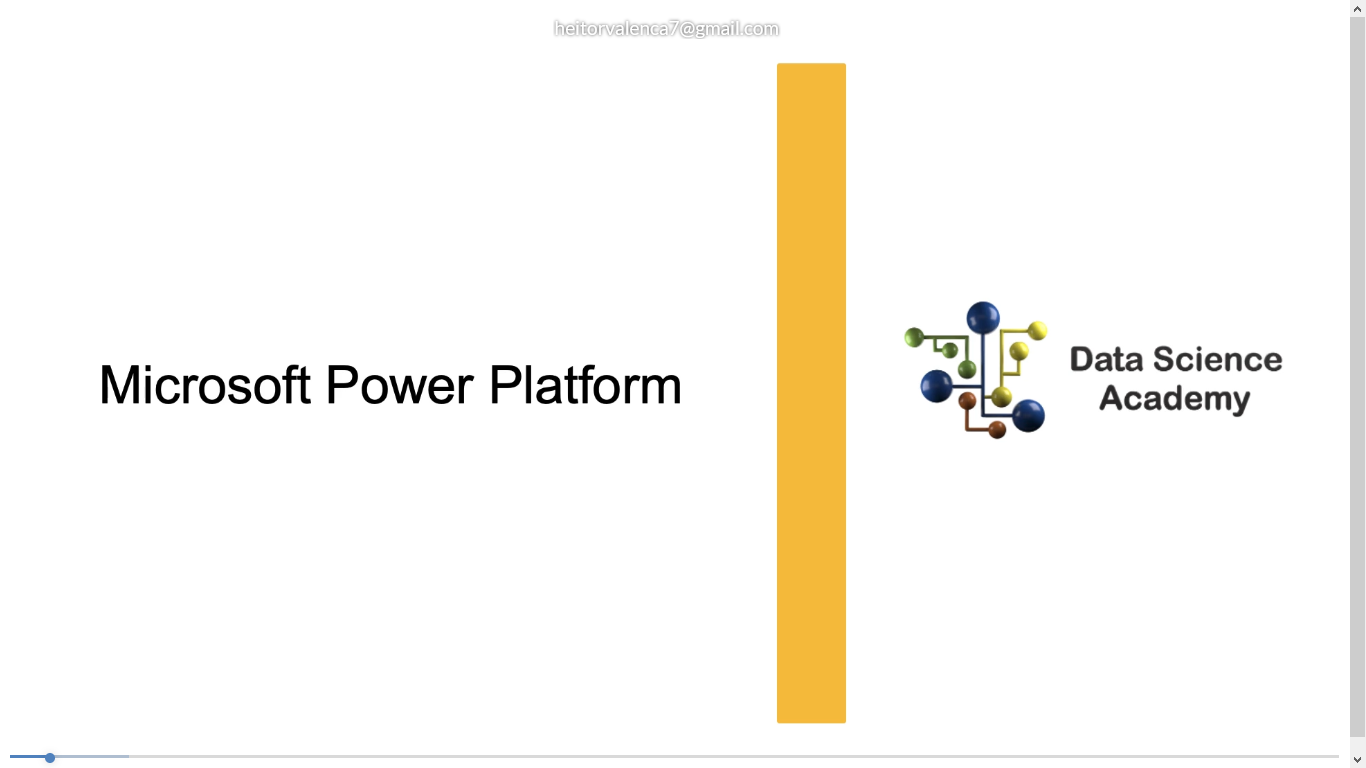 heitorvalenca7@gmail.com
Microsoft Power Platform
Data Science
Academy